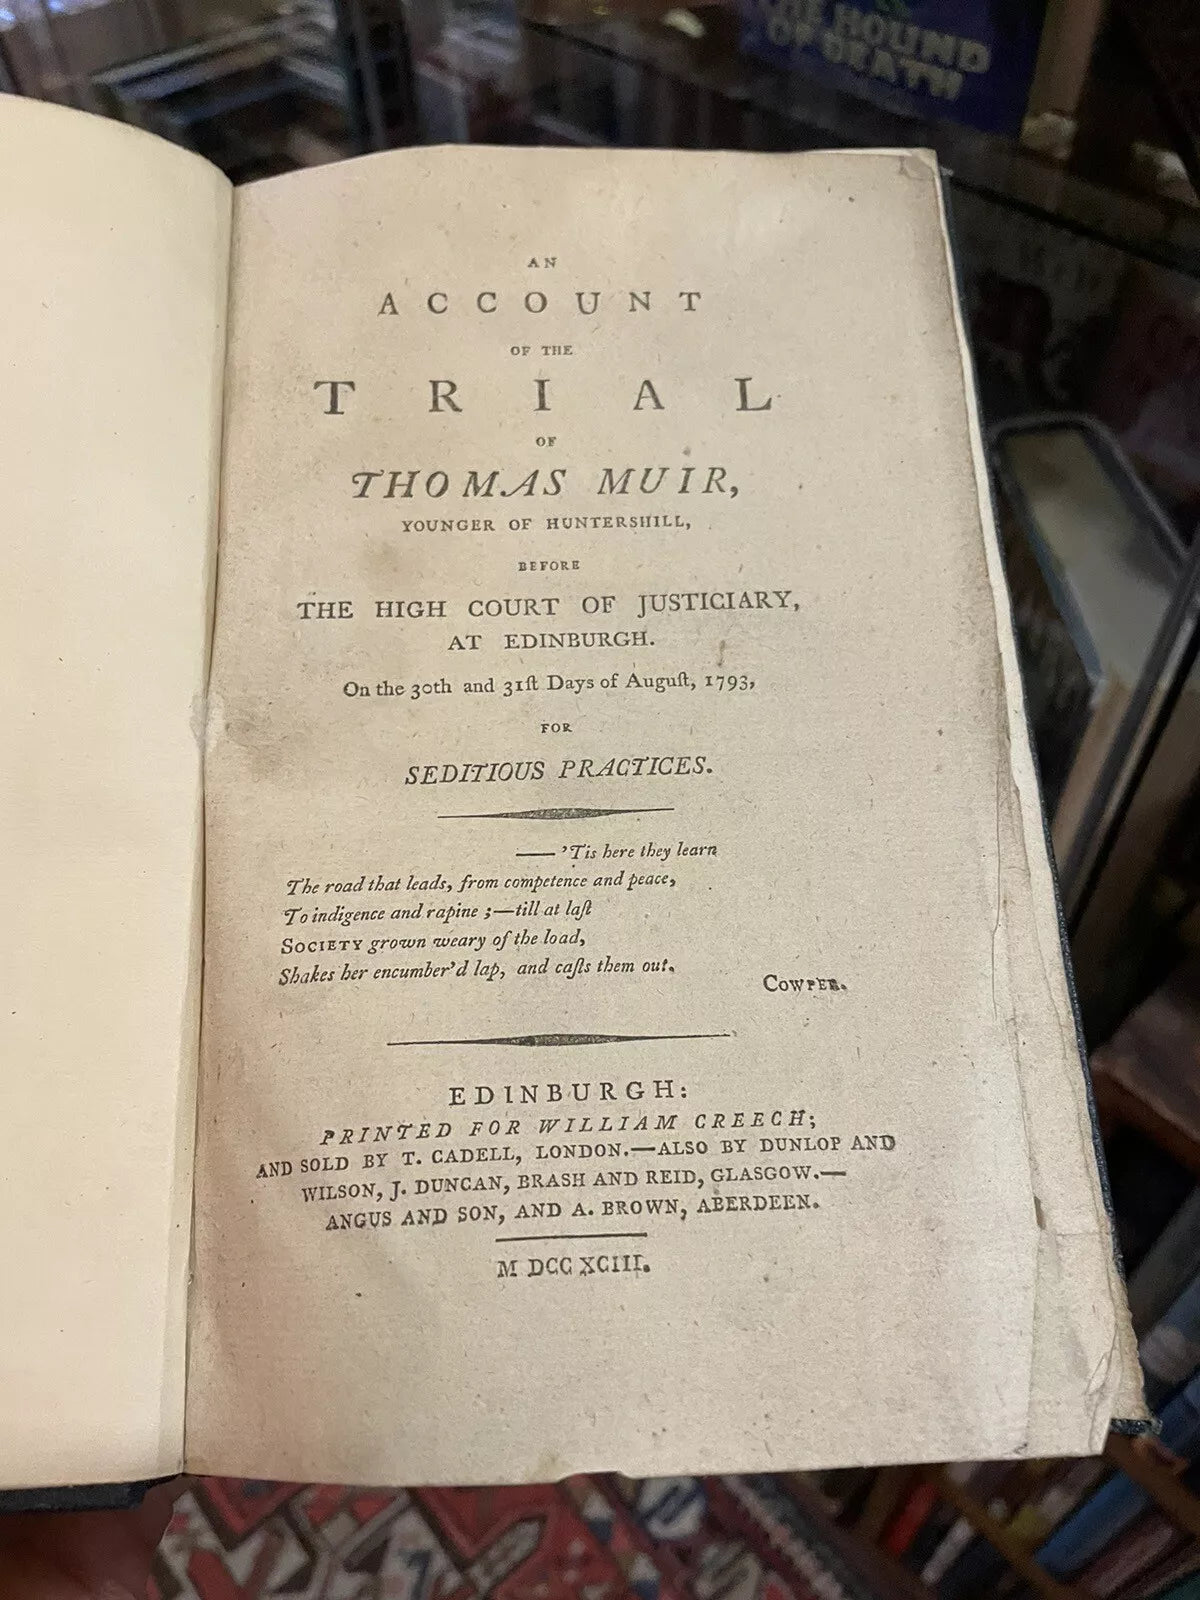 THE HOUND
OF DEATH
AN
ACCOUNT
OF THE
TRIAL
OF
THOMAS MUIR,
YOUNGER OF HUNTERSHILL,
BEFORE
THE HIGH COURT OF JUSTICIARY,
AT EDINBURGH.
On the 30th and 31ſt Days of Auguſt, 1793,
FOR
SEDITIOUS PRACTICES.
—— 'Tis here they learn
The road that leads, from competence and peace,
To indigence and rapine ;—till at laſt
SOCIETY grown weary of the load,
Shakes her encumber'd lap, and caſts them out.
COWPER.
EDINBURGH:
PRINTED FOR WILLIAM CREECH;
AND SOLD BY T. CADELL, LONDON.—ALSO BY DUNLOP AND
WILSON, J. DUNCAN, BRASH AND REID, GLASGOW.—
ANGUS AND SON, AND A. BROWN, ABERDEEN.
M DCC XCIII.